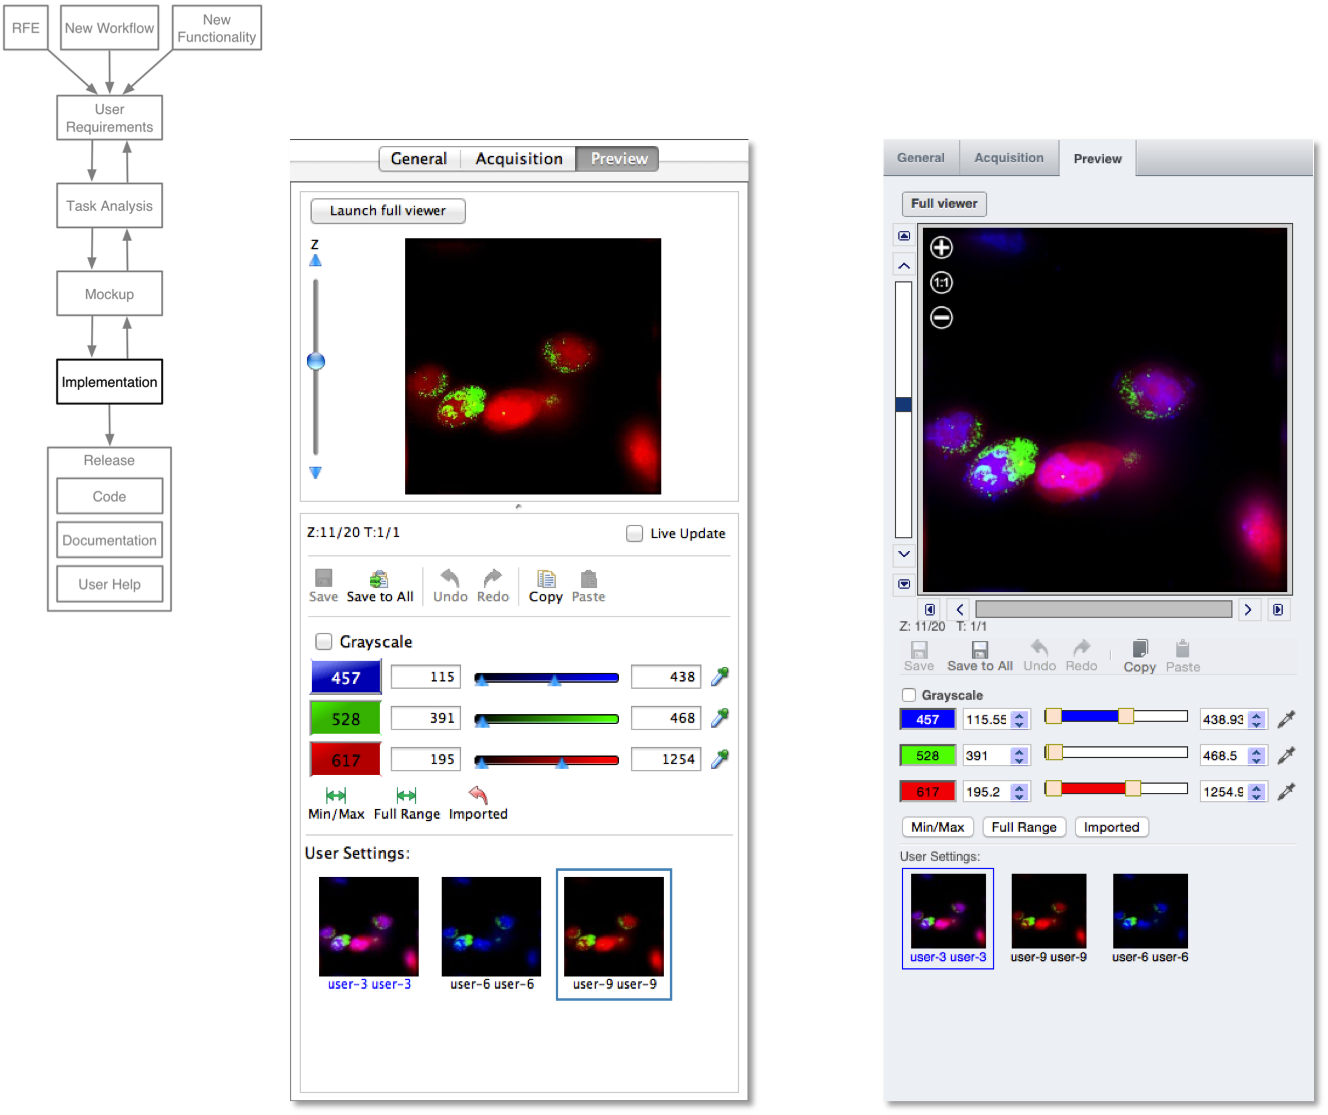 RFE
New Workflow
New
Functionality
User
Requirements
Task Analysis
Mockup
Implementation
Release
Code
Documentation
User Help
General Acquisition Preview
Launch full viewer
Z
Z:11/20 T:1/1 Live Update
Save Save to All Undo Redo Copy Paste
Grayscale
457 115 438
528 391 468
617 195 1254
Min/Max Full Range Imported
User Settings:
user-3 user-3 user-6 user-6 user-9 user-9
General Acquisition Preview
Full viewer
1:1
Z: 11/20 T: 1/1
Save Save to All Undo Redo Copy Paste
Grayscale
457 115.55 438.93
528 391 468.5
617 195.2 1254.9
Min/Max Full Range Imported
User Settings:
user-3 user-3 user-9 user-9 user-6 user-6